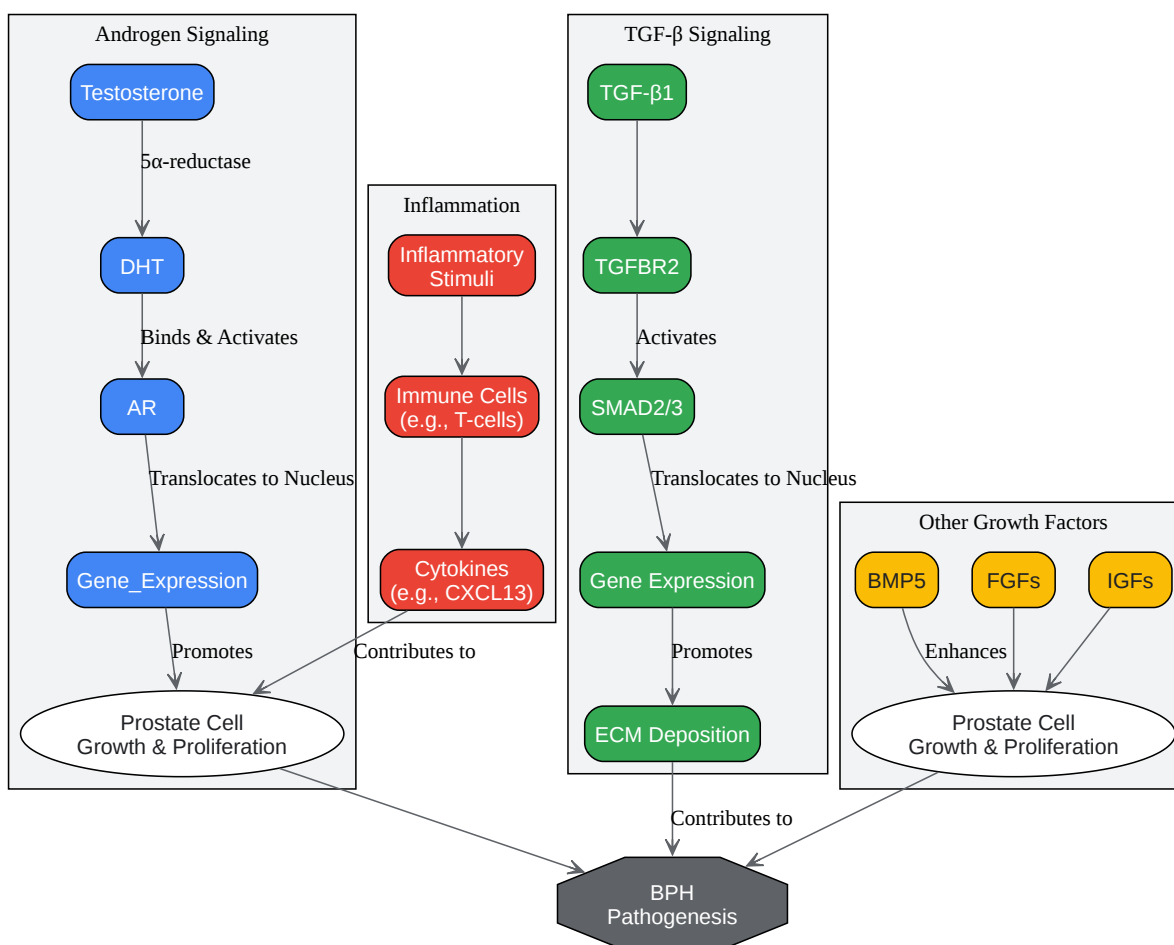 Androgen Signaling
Testosterone
5α-reductase
DHT
Binds & Activates
AR
Translocates to Nucleus
Gene_Expression
Promotes
Prostate Cell
Growth & Proliferation
Inflammation
Inflammatory
Stimuli
Immune Cells
(e.g., T-cells)
Cytokines
(e.g., CXCL13)
Contributes to
TGF-β Signaling
TGF-β1
TGFBR2
Activates
SMAD2/3
Translocates to Nucleus
Gene Expression
Promotes
ECM Deposition
Contributes to
Other Growth Factors
BMP5
FGFs
IGFs
Enhances
Prostate Cell
Growth & Proliferation
BPH
Pathogenesis